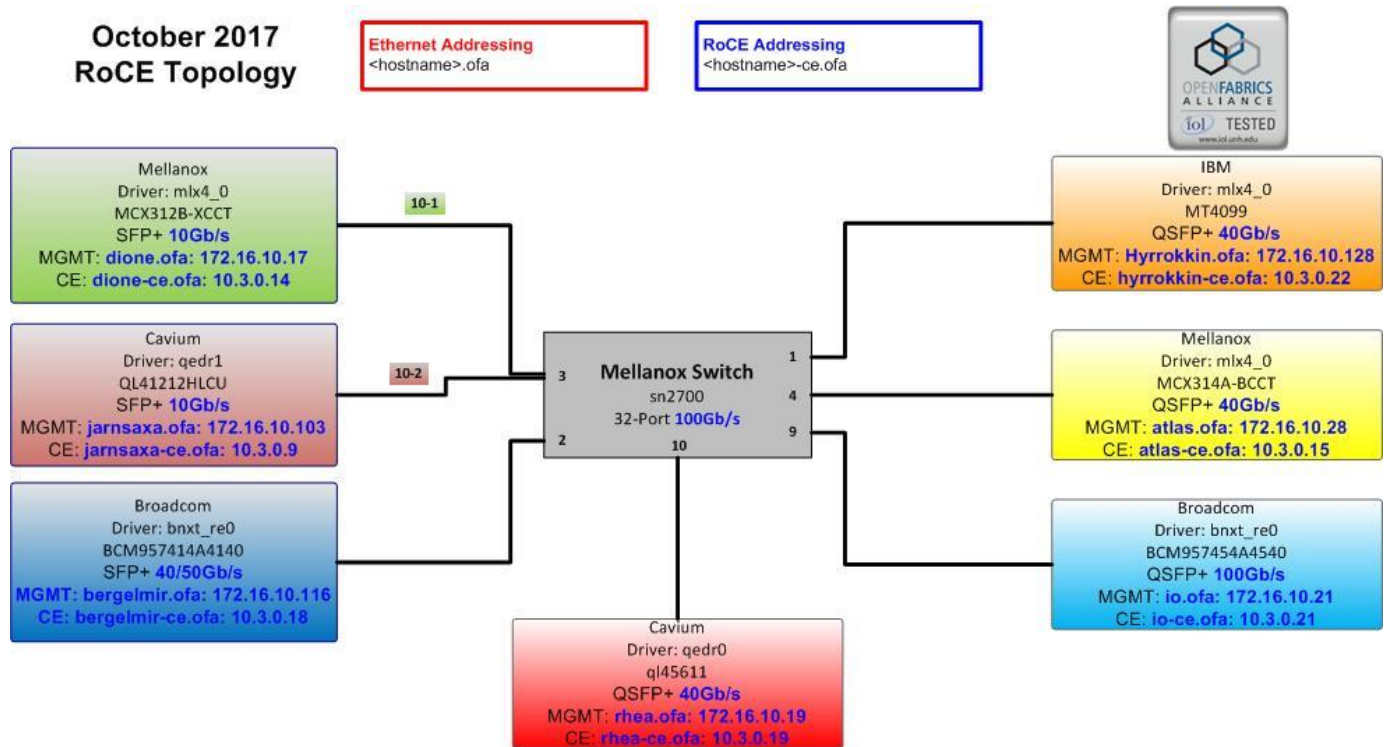 October 2017
RoCE Topology
Ethernet Addressing
<hostname>.ofa
RoCE Addressing
<hostname>-ce.ofa
OPENFABRICS
ALLIANCE
iol TESTED
www.iol.unh.edu
Mellanox
Driver: mlx4_0
MCX312B-XCCT
SFP+ 10Gb/s
MGMT: dione.ofa: 172.16.10.17
CE: dione-ce.ofa: 10.3.0.14
10-1
IBM
Driver: mlx4_0
MT4099
QSFP+ 40Gb/s
MGMT: Hyrrokkin.ofa: 172.16.10.128
CE: hyrrokkin-ce.ofa: 10.3.0.22
Cavium
Driver: qedr1
QL41212HLCU
SFP+ 10Gb/s
MGMT: jarnsaxa.ofa: 172.16.10.103
CE: jarnsaxa-ce.ofa: 10.3.0.9
10-2
3
2
Mellanox Switch
sn2700
32-Port 100Gb/s
10
1
4
9
Mellanox
Driver: mlx4_0
MCX314A-BCCT
QSFP+ 40Gb/s
MGMT: atlas.ofa: 172.16.10.28
CE: atlas-ce.ofa: 10.3.0.15
Broadcom
Driver: bnxt_re0
BCM957414A4140
SFP+ 40/50Gb/s
MGMT: bergelmir.ofa: 172.16.10.116
CE: bergelmir-ce.ofa: 10.3.0.18
Broadcom
Driver: bnxt_re0
BCM957454A4540
QSFP+ 100Gb/s
MGMT: io.ofa: 172.16.10.21
CE: io-ce.ofa: 10.3.0.21
Cavium
Driver: qedr0
ql45611
QSFP+ 40Gb/s
MGMT: rhea.ofa: 172.16.10.19
CE: rhea-ce.ofa: 10.3.0.19